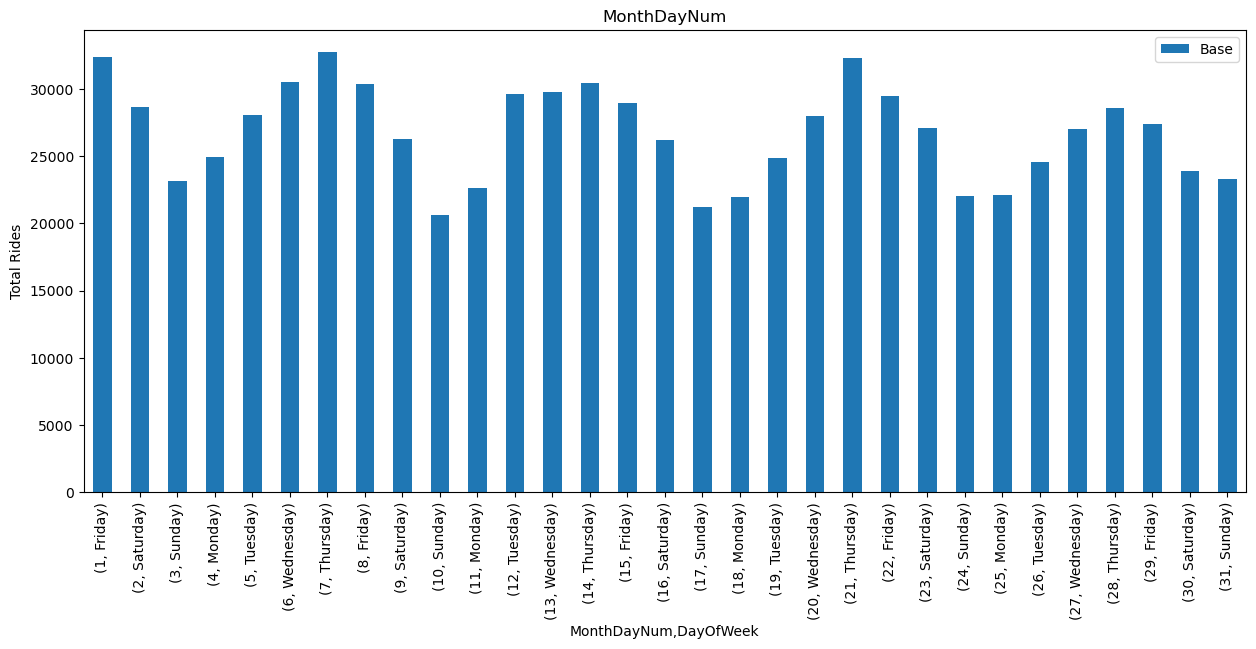 MonthDayNum
Base
Total Rides
30000
25000
20000
15000
10000
5000
0
(1, Friday)
(2, Saturday)
(3, Sunday)
(4, Monday)
(5, Tuesday)
(6, Wednesday)
(7, Thursday)
(8, Friday)
(9, Saturday)
(10, Sunday)
(11, Monday)
(12, Tuesday)
(13, Wednesday)
(14, Thursday)
(15, Friday)
(16, Saturday)
(17, Sunday)
(18, Monday)
(19, Tuesday)
(20, Wednesday)
(21, Thursday)
(22, Friday)
(23, Saturday)
(24, Sunday)
(25, Monday)
(26, Tuesday)
(27, Wednesday)
(28, Thursday)
(29, Friday)
(30, Saturday)
(31, Sunday)
MonthDayNum,DayOfWeek